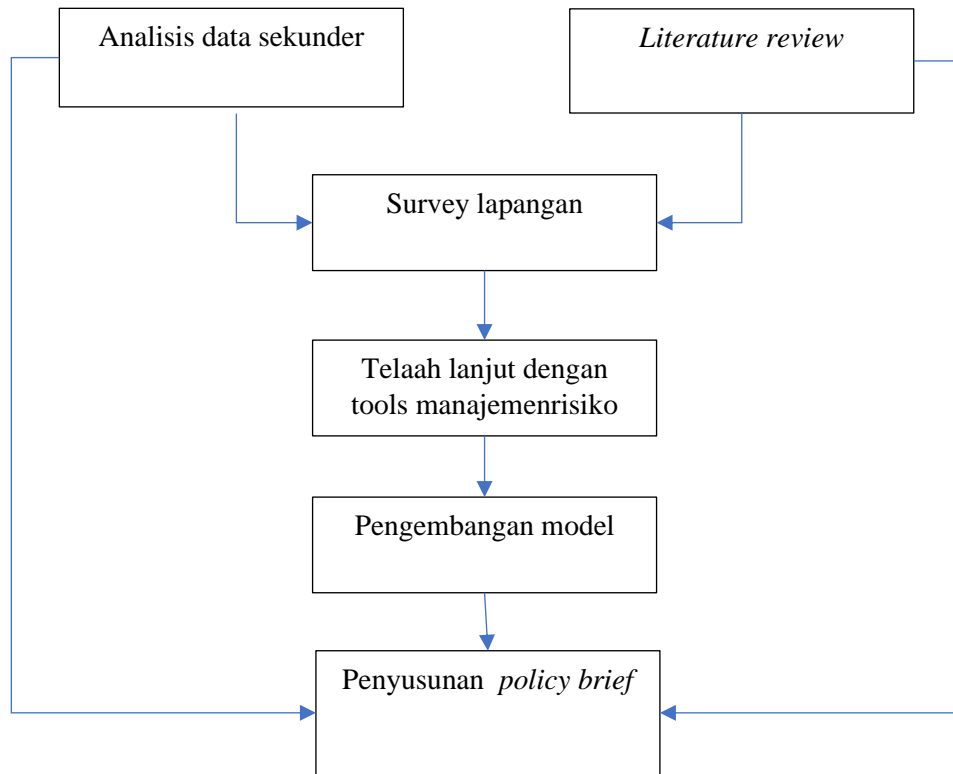 Analisis data sekunder
Literature review
Survey lapangan
Telaah lanjut dengan
tools manajemenrisiko
Pengembangan model
Penyusunan policy brief